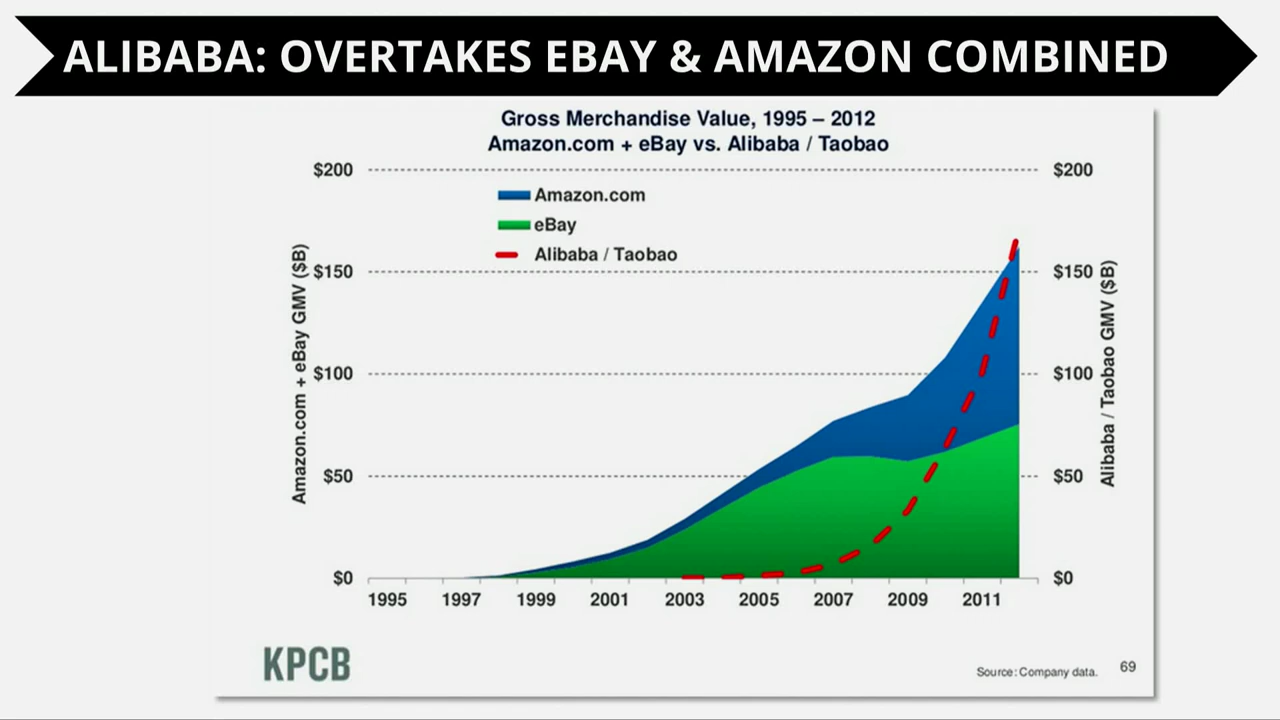 ALIBABA: OVERTAKES EBAY & AMAZON COMBINED
Gross Merchandise Value, 1995 – 2012
Amazon.com + eBay vs. Alibaba / Taobao
Amazon.com
eBay
Alibaba / Taobao
Amazon.com + eBay GMV ($B)
$200
$150
$100
$50
$0
$200
$150
$100
$50
$0
Alibaba / Taobao GMV ($B)
1995 1997 1999 2001 2003 2005 2007 2009 2011
KPCB
Source: Company data.
69